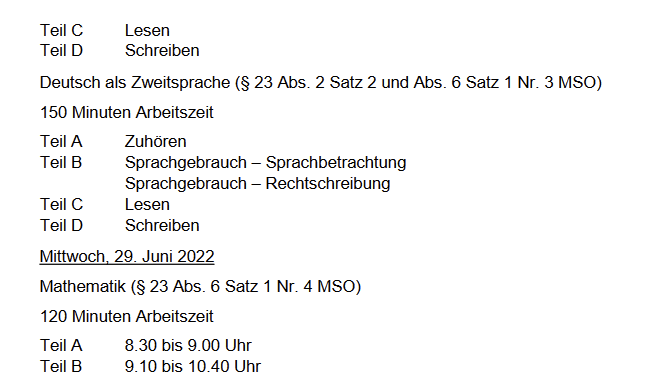 Teil C Lesen
Teil D Schreiben
Deutsch als Zweitsprache (§ 23 Abs. 2 Satz 2 und Abs. 6 Satz 1 Nr. 3 MSO)
150 Minuten Arbeitszeit
Teil A Zuhören
Teil B Sprachgebrauch – Sprachbetrachtung
Sprachgebrauch – Rechtschreibung
Teil C Lesen
Teil D Schreiben
Mittwoch, 29. Juni 2022
Mathematik (§ 23 Abs. 6 Satz 1 Nr. 4 MSO)
120 Minuten Arbeitszeit
Teil A 8.30 bis 9.00 Uhr
Teil B 9.10 bis 10.40 Uhr